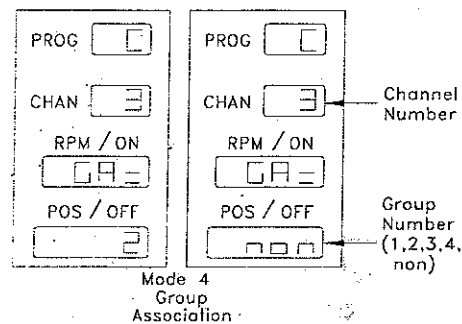 PROG C
CHAN 3
RPM / ON
GA=
POS / OFF
2
PROG C
CHAN 3
RPM / ON
GA=
POS / OFF
non
Channel
Number
Group
Number
(1,2,3,4,
non)
Mode 4
Group
Association